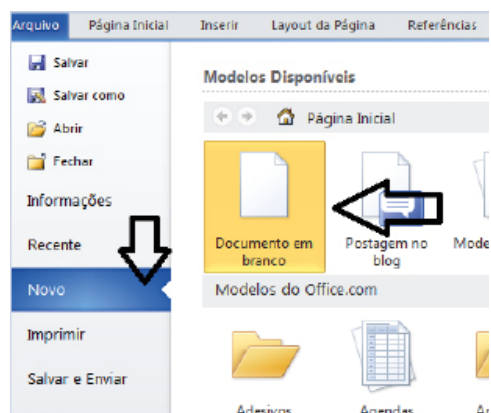 Arquivo Página Inicial Inserir Layout da Página Referências
Salvar
Salvar como
Abrir
Fechar
Informações
Recente
Novo
Imprimir
Salvar e Enviar
Modelos Disponíveis
Página Inicial
Documento em Postagem no
branco blog
Modelos do Office.com
Adesivos Agendas